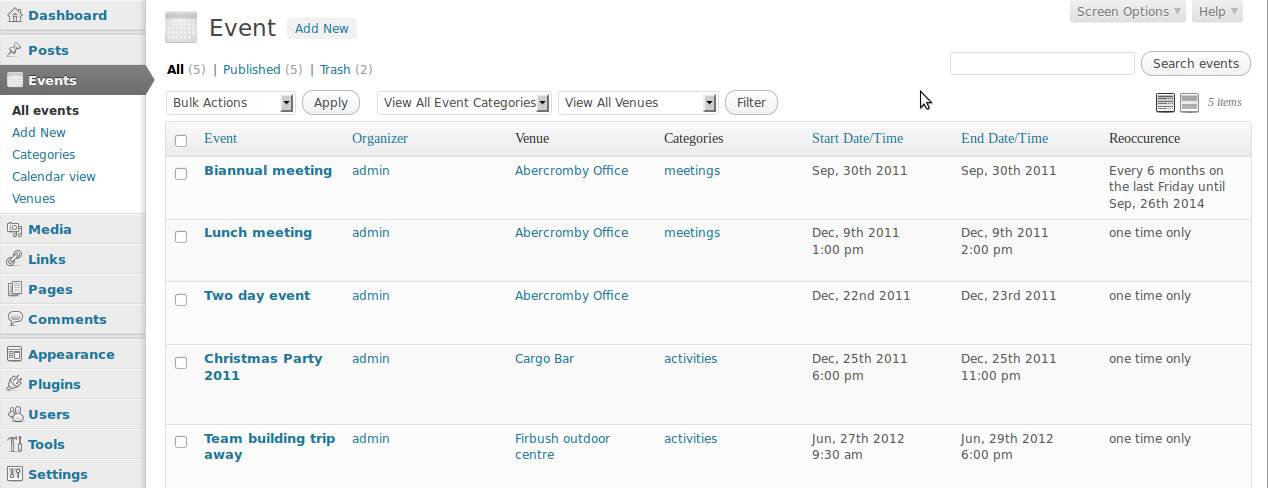 Dashboard
Posts
Events
All events
Add New
Categories
Calendar view
Venues
Media
Links
Pages
Comments
Appearance
Plugins
Users
Tools
Settings
Screen Options Help
Event Add New
All (5) | Published (5) | Trash (2)
Search events
Bulk Actions Apply View All Event Categories View All Venues Filter
5 items
Event Organizer Venue Categories Start Date/Time End Date/Time Reoccurence
Biannual meeting admin Abercromby Office meetings Sep, 30th 2011 Sep, 30th 2011 Every 6 months on
the last Friday until
Sep, 26th 2014
Lunch meeting admin Abercromby Office meetings Dec, 9th 2011 Dec, 9th 2011 one time only
1:00 pm 2:00 pm
Two day event admin Abercromby Office Dec, 22nd 2011 Dec, 23rd 2011 one time only
Christmas Party admin Cargo Bar activities Dec, 25th 2011 Dec, 25th 2011 one time only
2011 6:00 pm 11:00 pm
Team building trip admin Firbush outdoor activities Jun, 27th 2012 Jun, 29th 2012 one time only
away centre 9:30 am 6:00 pm